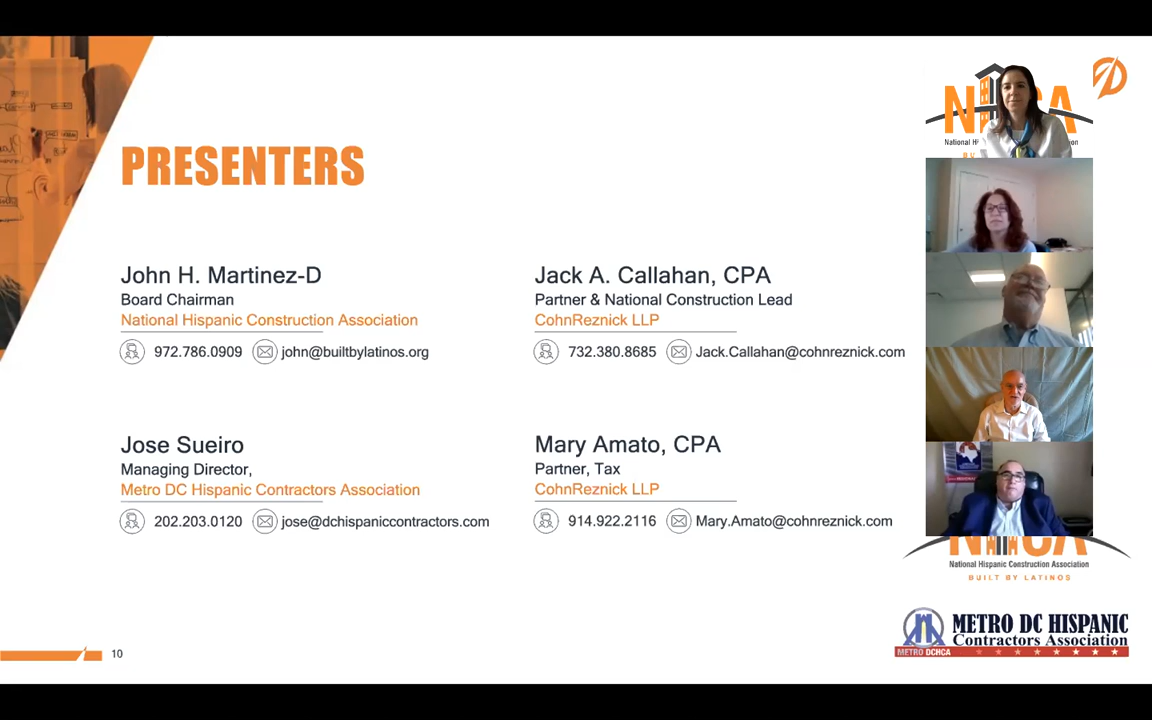 PRESENTERS
John H. Martinez-D
Board Chairman
National Hispanic Construction Association
972.786.0909 john@builtbylatinos.org
Jack A. Callahan, CPA
Partner & National Construction Lead
CohnReznick LLP
732.380.8685 Jack.Callahan@cohnreznick.com
Jose Sueiro
Managing Director,
Metro DC Hispanic Contractors Association
202.203.0120 jose@dchispaniccontractors.com
Mary Amato, CPA
Partner, Tax
CohnReznick LLP
914.922.2116 Mary.Amato@cohnreznick.com
National Hispanic Construction Association
BUILT BY LATINOS
METRO DC HISPANIC
Contractors Association
METRO DCHCA
10